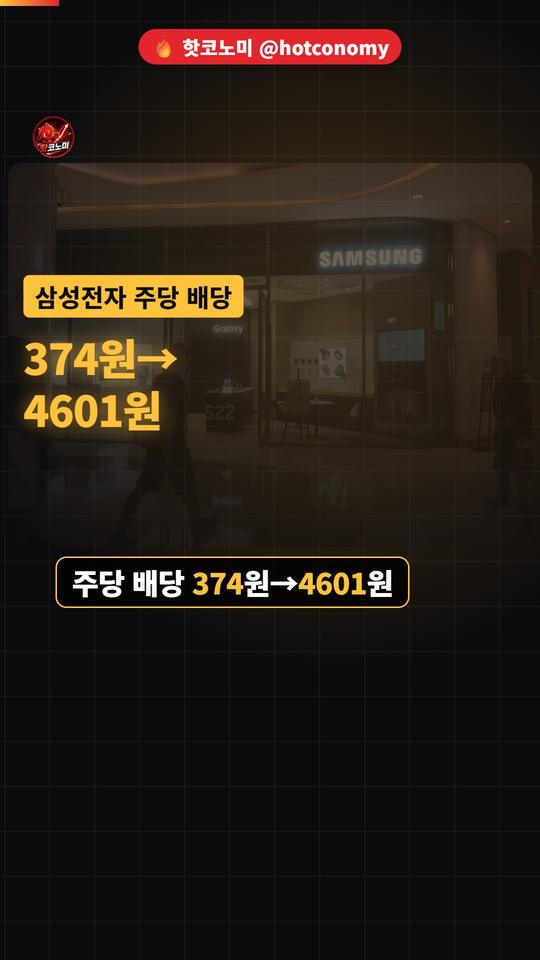 🔥 핫코노미 @hotconomy
핫코노미
SAMSUNG
삼성전자 주당 배당
Galaxy
374원→
4601원
S22
주당 배당 374원→4601원